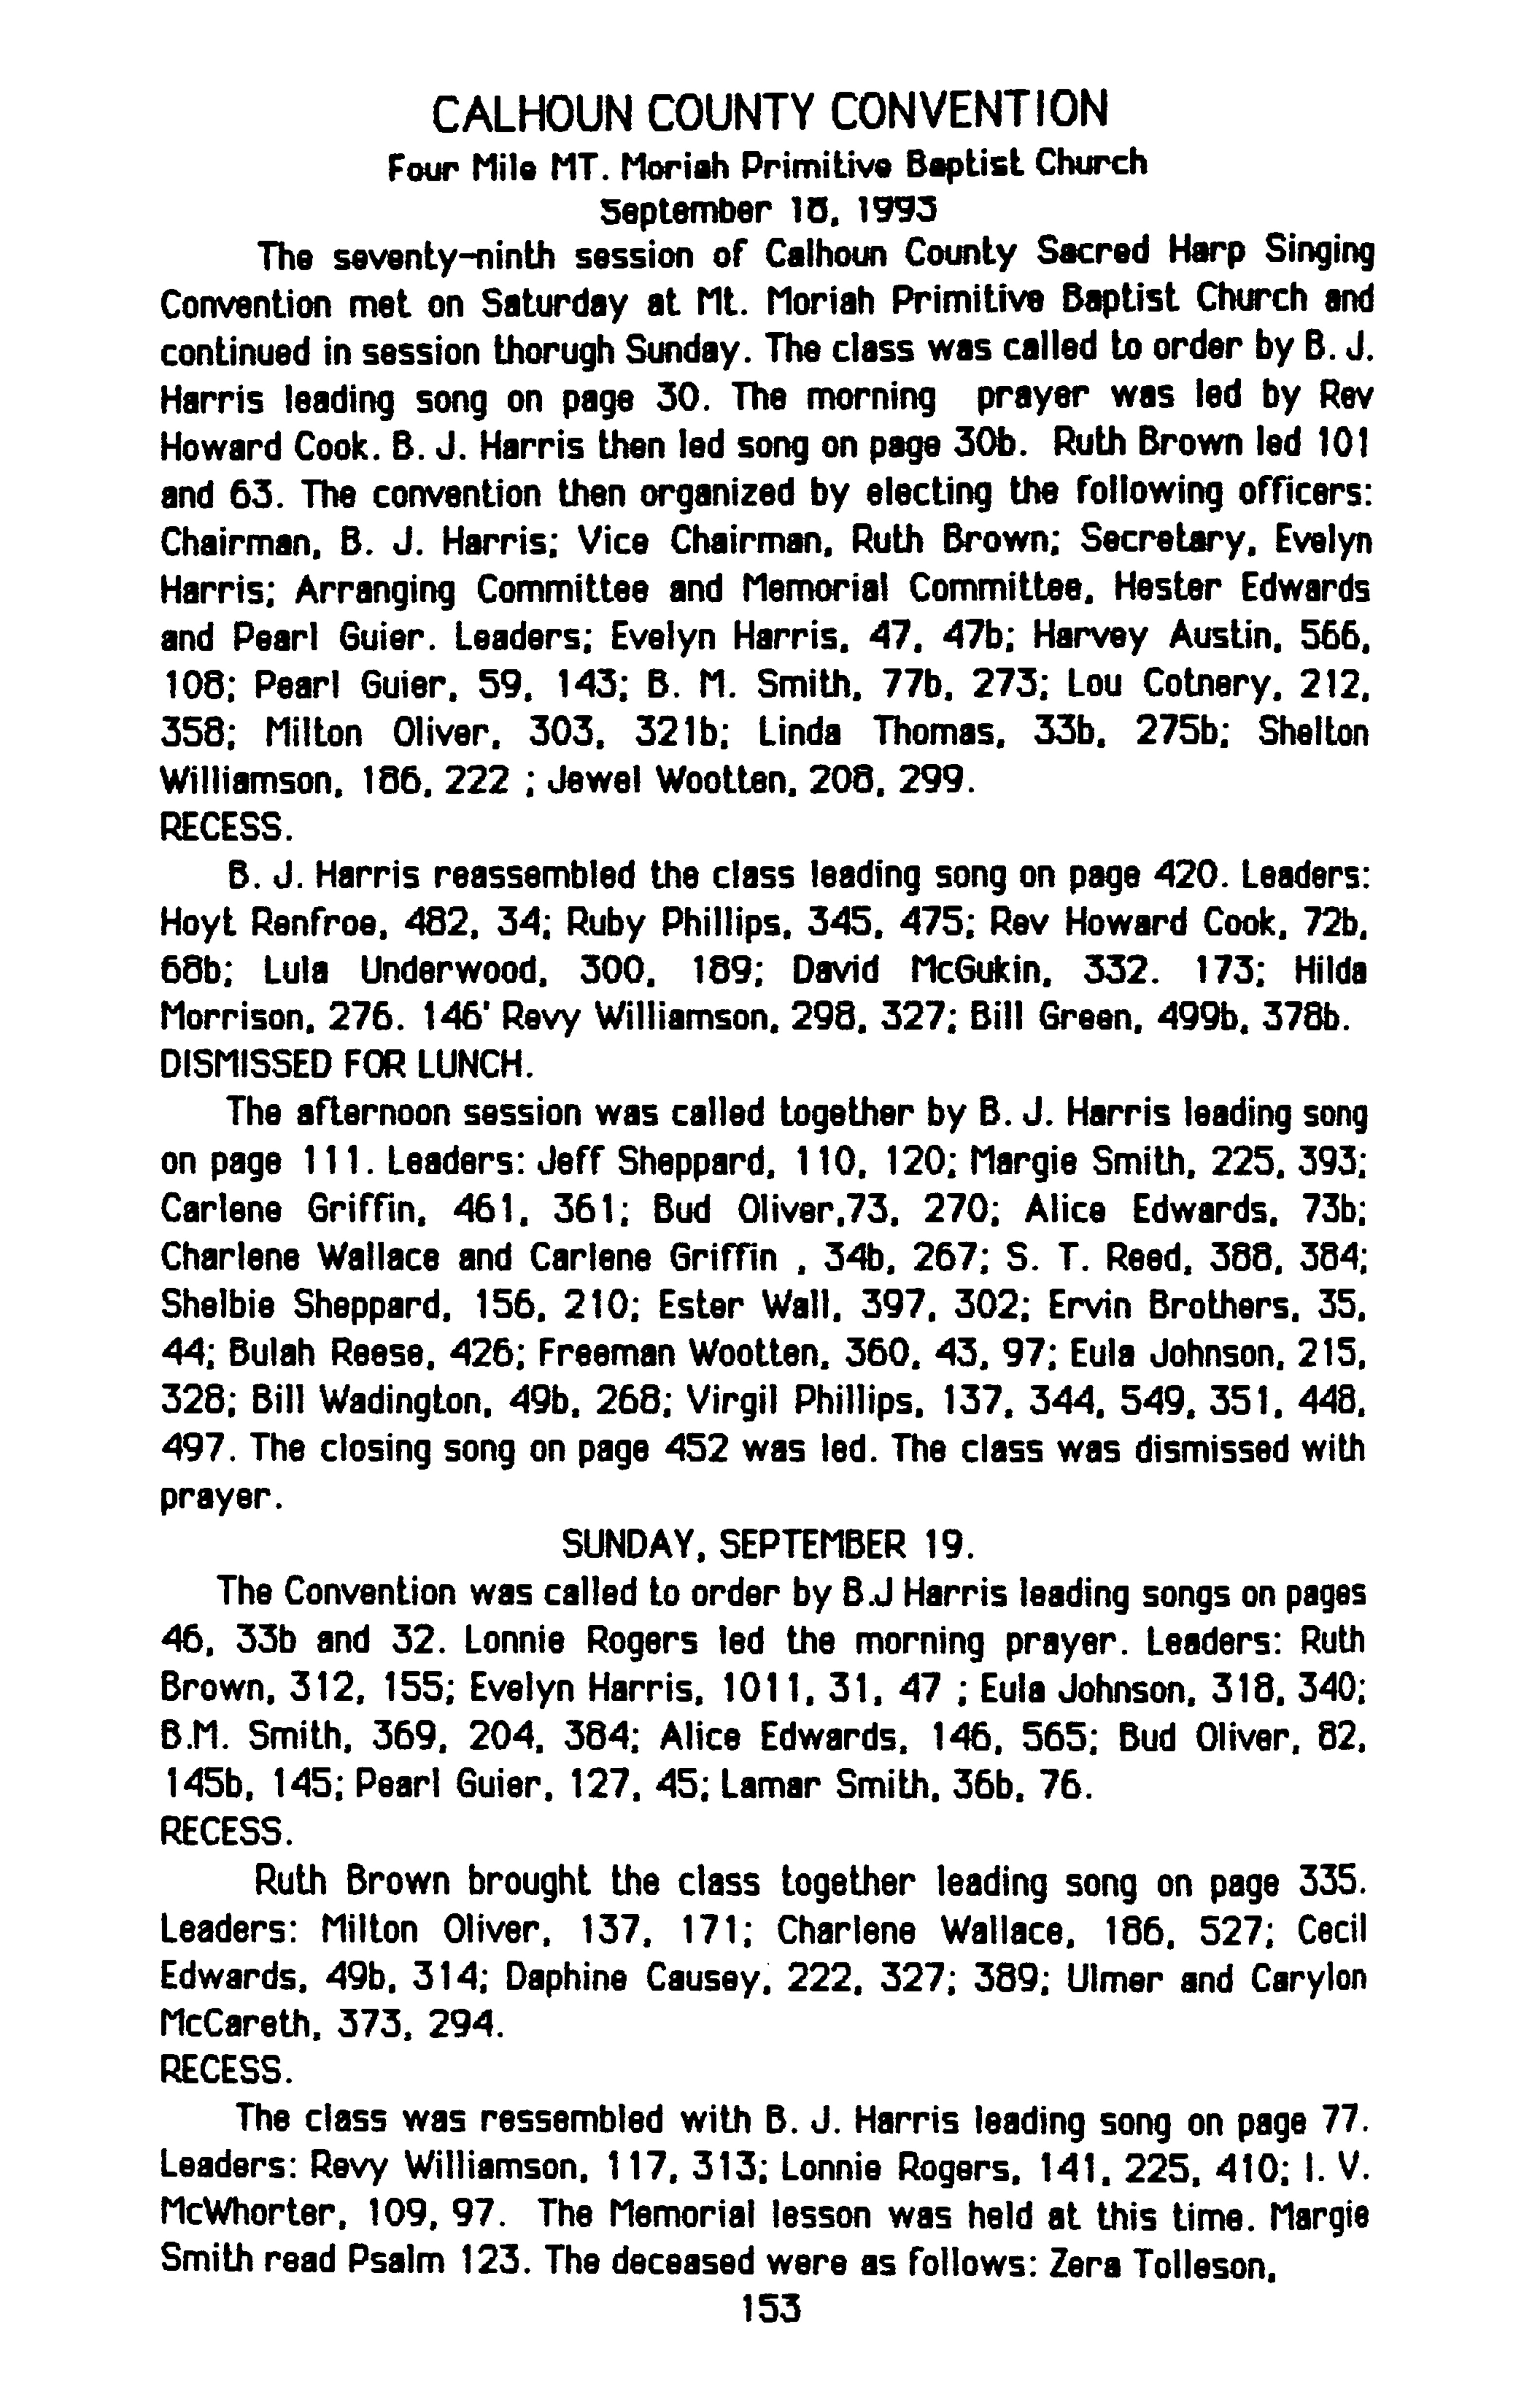 CALHOUN COUNTY CONVENTION
Four Mile MT. Moriah Primitive Baptist Church
September 18, 1993
The seventy-ninth session of Calhoun County Sacred Harp Singing
Convention met on Saturday at Mt. Moriah Primitive Baptist Church and
continued in session thorugh Sunday. The class was called to order by B. J.
Harris leading song on page 30. The morning prayer was led by Rev
Howard Cook. B. J. Harris then led song on page 30b. Ruth Brown led 101
and 63. The convention then organized by electing the following officers:
Chairman, B. J. Harris; Vice Chairman, Ruth Brown; Secretary, Evelyn
Harris; Arranging Committee and Memorial Committee, Hester Edwards
and Pearl Guier. Leaders; Evelyn Harris, 47, 47b; Harvey Austin, 566,
108; Pearl Guier, 59, 143; B. M. Smith, 77b, 273; Lou Cotnery, 212,
358; Milton Oliver, 303, 321b; Linda Thomas, 33b, 275b; Shelton
Williamson, 186, 222 ; Jewel Wootten, 208, 299.
RECESS.
B. J. Harris reassembled the class leading song on page 420. Leaders:
Hoyt Renfroe, 482, 34; Ruby Phillips, 345, 475; Rev Howard Cook, 72b,
68b; Lula Underwood, 300, 189; David McGukin, 332. 173; Hilda
Morrison, 276. 146' Revy Williamson, 298, 327; Bill Green, 499b, 378b.
DISMISSED FOR LUNCH.
The afternoon session was called together by B. J. Harris leading song
on page 111. Leaders: Jeff Sheppard, 110, 120; Margie Smith, 225, 393;
Carlene Griffin, 461, 361; Bud Oliver,73, 270; Alice Edwards, 73b;
Charlene Wallace and Carlene Griffin , 34b, 267; S. T. Reed, 388, 384;
Shelbie Sheppard, 156, 210; Ester Wall, 397, 302; Ervin Brothers, 35,
44; Bulah Reese, 426; Freeman Wootten, 360, 43, 97; Eula Johnson, 215,
328; Bill Wadington, 49b, 268; Virgil Phillips, 137, 344, 549, 351, 448,
497. The closing song on page 452 was led. The class was dismissed with
prayer.
SUNDAY, SEPTEMBER 19.
The Convention was called to order by B.J Harris leading songs on pages
46, 33b and 32. Lonnie Rogers led the morning prayer. Leaders: Ruth
Brown, 312, 155; Evelyn Harris, 1011, 31, 47 ; Eula Johnson, 318, 340;
B.M. Smith, 369, 204, 384; Alice Edwards, 146, 565; Bud Oliver, 82,
145b, 145; Pearl Guier, 127, 45; Lamar Smith, 36b, 76.
RECESS.
Ruth Brown brought the class together leading song on page 335.
Leaders: Milton Oliver, 137, 171; Charlene Wallace, 186, 527; Cecil
Edwards, 49b, 314; Daphine Causey, 222, 327; 389; Ulmer and Carylon
McCareth, 373, 294.
RECESS.
The class was ressembled with B. J. Harris leading song on page 77.
Leaders: Revy Williamson, 117, 313; Lonnie Rogers, 141, 225, 410; I. V.
McWhorter, 109, 97. The Memorial lesson was held at this time. Margie
Smith read Psalm 123. The deceased were as follows: Zera Tolleson,
153